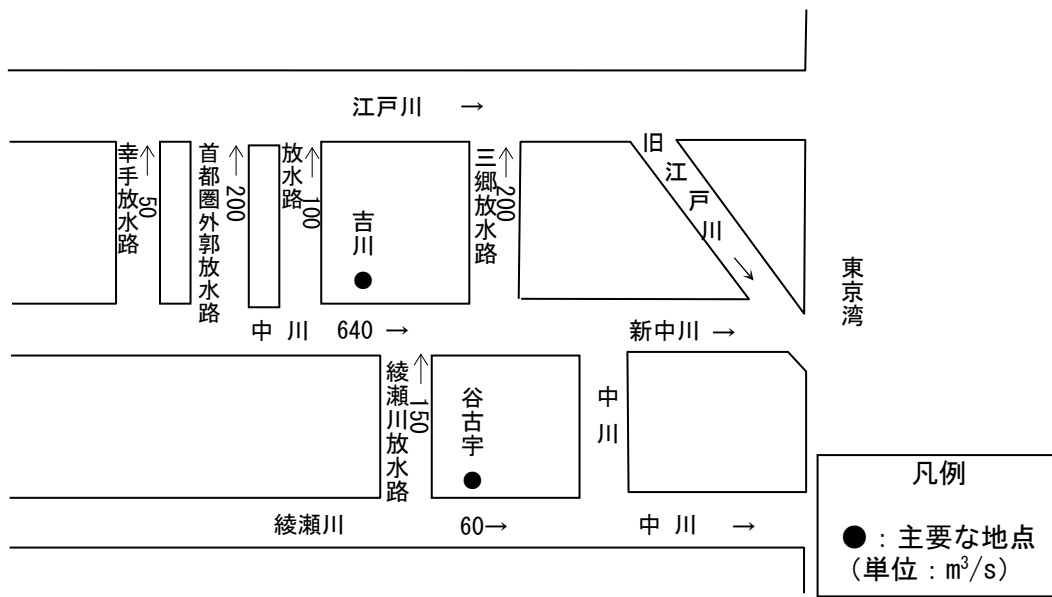 江戸川 →
幸手放水路
50
首都圏外郭放水路
200
放水路
100
吉川
三郷放水路
200
旧江戸川
東京湾
中 川 640 →
新中川 →
綾瀬川放水路
150
谷古宇
中川
綾瀬川 60→
中 川 →
凡例
●：主要な地点
（単位：m³/s）